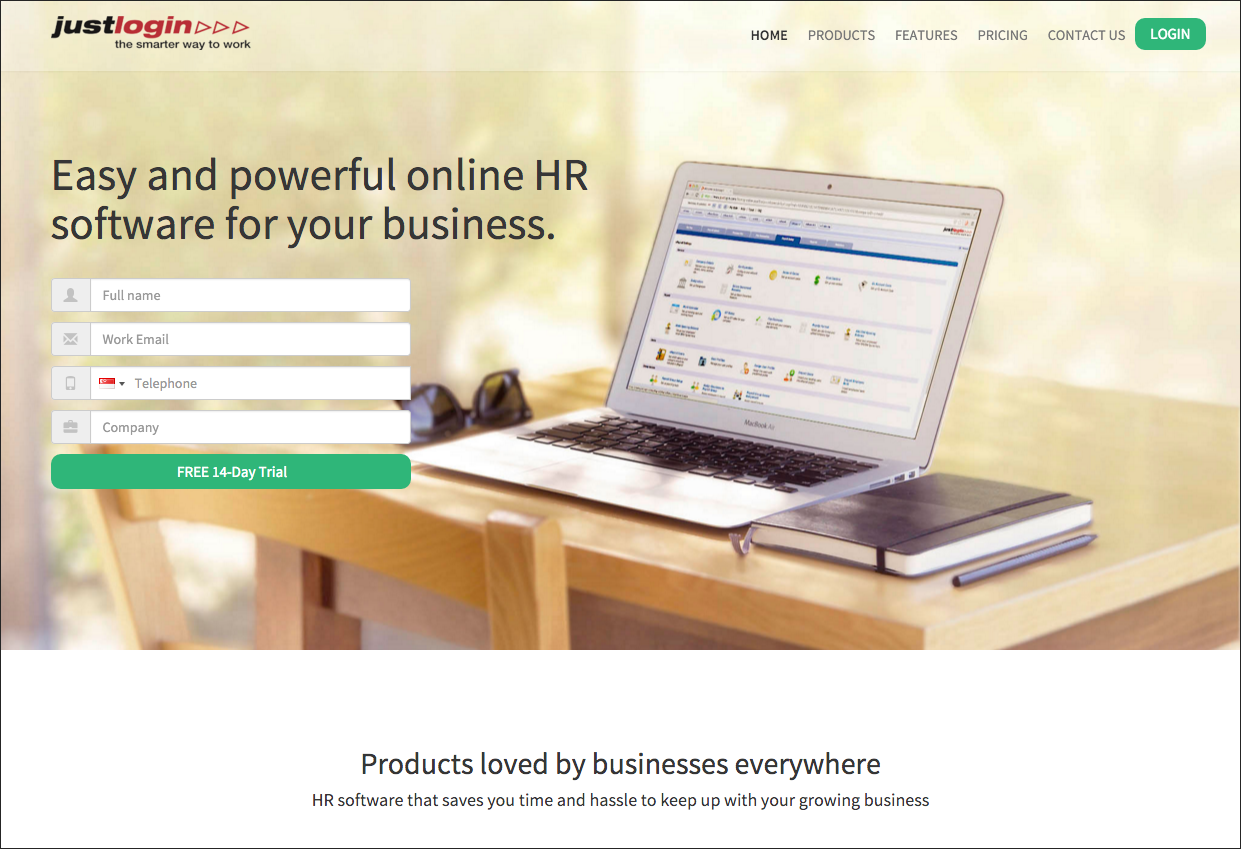 justlogin
the smarter way to work
HOME
PRODUCTS
FEATURES
PRICING
CONTACT US
LOGIN
Easy and powerful online HR
software for your business.
Full name
Work Email
Telephone
Company
FREE 14-Day Trial
justlogin
MacBook Air
Products loved by businesses everywhere
HR software that saves you time and hassle to keep up with your growing business